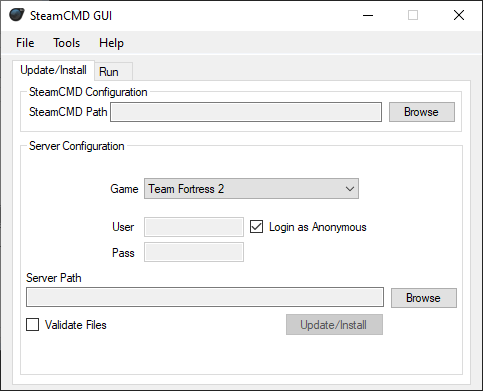 SteamCMD GUI
File Tools Help
Update/Install Run
SteamCMD Configuration
SteamCMD Path Browse
Server Configuration
Game Team Fortress 2
User Login as Anonymous
Pass
Server Path
Browse
Validate Files Update/Install